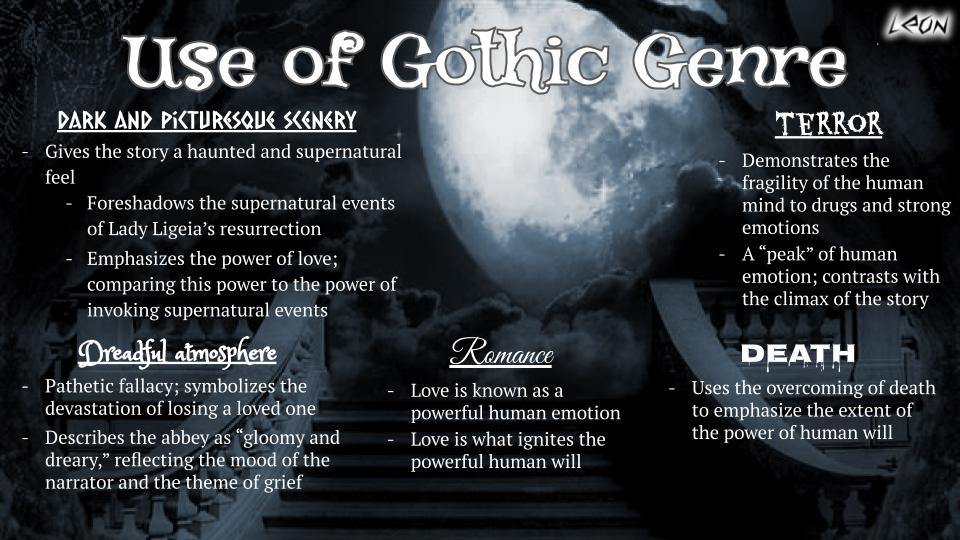 LEON
Use of Gothic Genre
DARK AND PiCTURESQUE SCENERY
- Gives the story a haunted and supernatural
feel
- Foreshadows the supernatural events
of Lady Ligeia’s resurrection
- Emphasizes the power of love;
comparing this power to the power of
invoking supernatural events
TERROR
- Demonstrates the
fragility of the human
mind to drugs and strong
emotions
- A “peak” of human
emotion; contrasts with
the climax of the story
Dreadful atmosphere
- Pathetic fallacy; symbolizes the
devastation of losing a loved one
- Describes the abbey as “gloomy and
dreary,” reflecting the mood of the
narrator and the theme of grief
Romance
- Love is known as a
powerful human emotion
- Love is what ignites the
powerful human will
DEATH
- Uses the overcoming of death
to emphasize the extent of
the power of human will